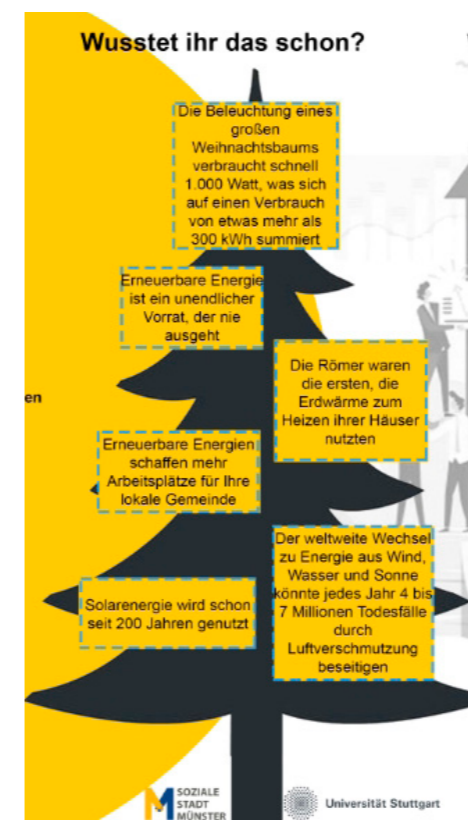 Wusstet ihr das schon?
Die Beleuchtung eines
großen
Weihnachtsbaums
verbraucht schnell
1.000 Watt, was sich
auf einen Verbrauch
von etwas mehr als
300 kWh summiert
Erneuerbare Energie
ist ein unendlicher
Vorrat, der nie
ausgeht
Die Römer waren
die ersten, die
Erdwärme zum
Heizen ihrer Häuser
nutzten
en
Erneuerbare Energien
schaffen mehr
Arbeitsplätze für Ihre
lokale Gemeinde
Der weltweite Wechsel
zu Energie aus Wind,
Wasser und Sonne
könnte jedes Jahr 4 bis
7 Millionen Todesfälle
durch
Luftverschmutzung
beseitigen
Solarenergie wird schon
seit 200 Jahren genutzt
SOZIALE
STADT
MÜNSTER
Universität Stuttgart